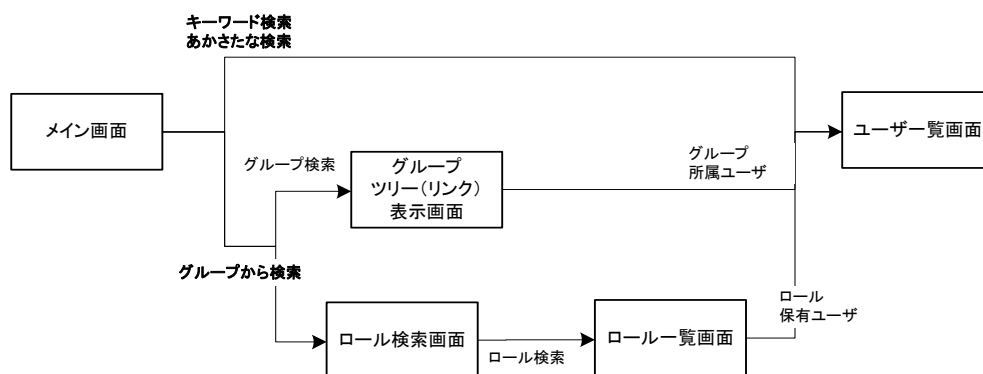 キーワード検索
あかさたな検索
メイン画面
ユーザー覧画面
グループ検索
グループ
ツリー（リンク）
表示画面
グループ
所属ユーザ
グループから検索
ロール検索画面
ロール検索
ロール一覧画面
ロール
保有ユーザ